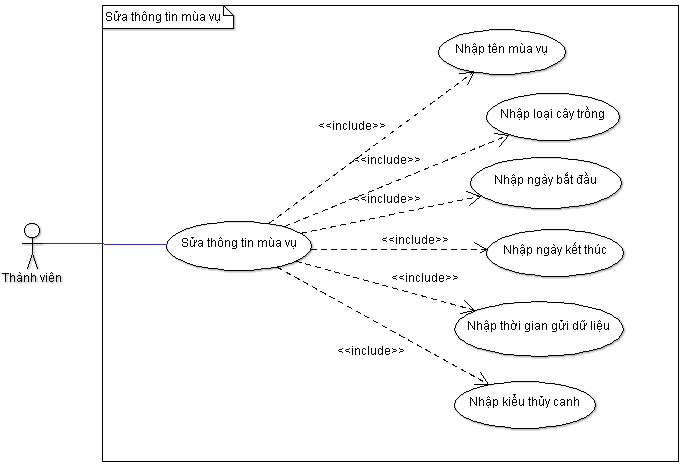 Sửa thông tin mùa vụ
Nhập tên mùa vụ
<<include>>
Nhập loại cây trồng
<<include>>
Nhập ngày bắt đầu
<<include>>
Thành viên
Sửa thông tin mùa vụ
<<include>>
Nhập ngày kết thúc
<<include>>
Nhập thời gian gửi dữ liệu
<<include>>
Nhập kiểu thủy canh